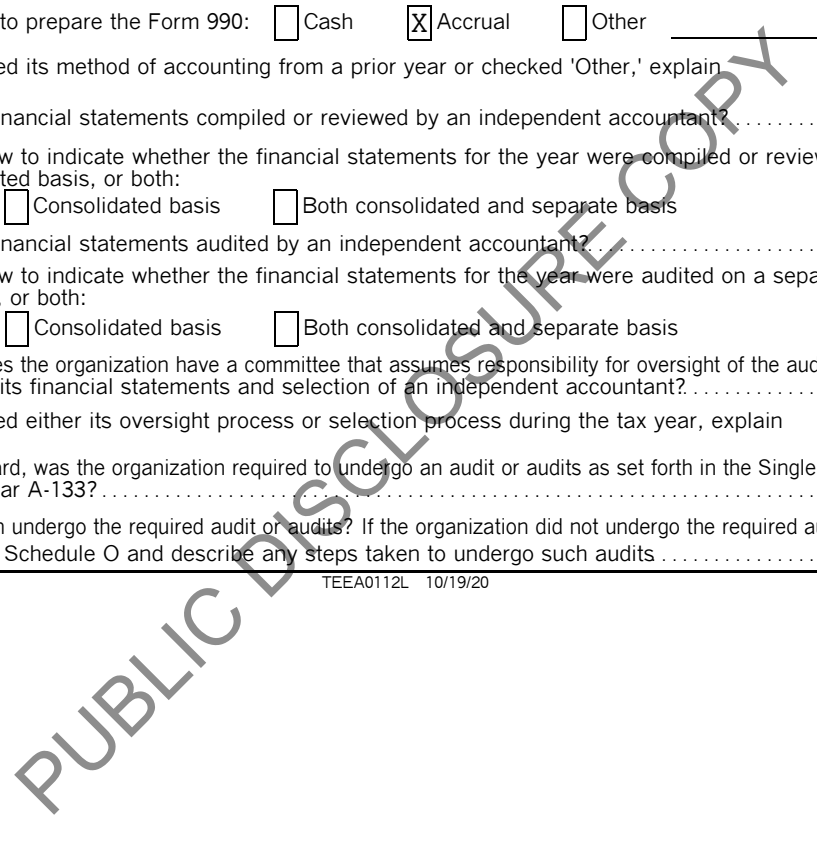 to prepare the Form 990: Cash X Accrual Other
ed its method of accounting from a prior year or checked 'Other,' explain
nancial statements compiled or reviewed by an independent accountant?
w to indicate whether the financial statements for the year were compiled or review
ted basis, or both:
Consolidated basis Both consolidated and separate basis
nancial statements audited by an independent accountant?
w to indicate whether the financial statements for the year were audited on a sepa
, or both:
Consolidated basis Both consolidated and separate basis
es the organization have a committee that assumes responsibility for oversight of the aud
its financial statements and selection of an independent accountant?
ed either its oversight process or selection process during the tax year, explain
ard, was the organization required to undergo an audit or audits as set forth in the Single
ar A-133?
n undergo the required audit or audits? If the organization did not undergo the required au
Schedule O and describe any steps taken to undergo such audits
TEEA0112L 10/19/20
PUBLIC DISCLOSURE COPY